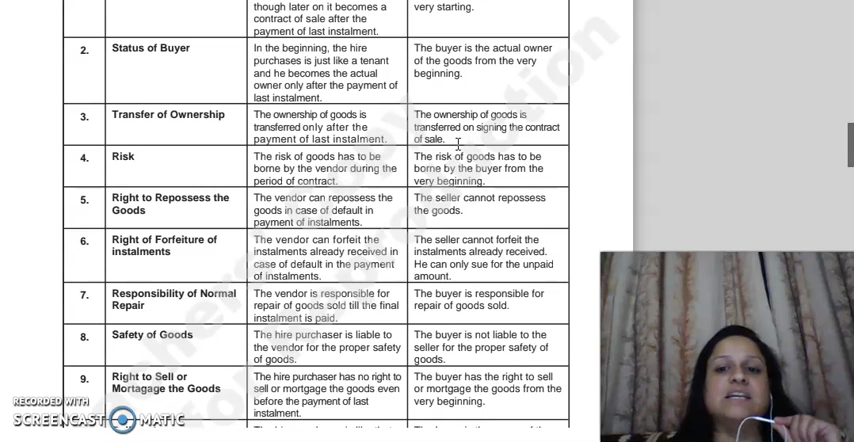 though later on it becomes a
contract of sale after the
payment of last instalment.
very starting.
2.
Status of Buyer
In the beginning, the hire
purchases is just like a tenant
and he becomes the actual
owner only after the payment of
last instalment.
The buyer is the actual owner
of the goods from the very
beginning.
3.
Transfer of Ownership
The ownership of goods is
transferred only after the
payment of last instalment.
The ownership of goods is
transferred on signing the contract
of sale.
4.
Risk
The risk of goods has to be
borne by the vendor during the
period of contract.
The risk of goods has to be
borne by the buyer from the
very beginning.
5.
Right to Repossess the
Goods
The vendor can repossess the
goods in case of default in
payment of instalments.
The seller cannot repossess
the goods.
6.
Right of Forfeiture of
instalments
The vendor can forfeit the
instalments already received in
case of default in the payment
of instalments.
The seller cannot forfeit the
instalments already received.
He can only sue for the unpaid
amount.
7.
Responsibility of Normal
Repair
The vendor is responsible for
repair of goods sold till the final
instalment is paid.
The buyer is responsible for
repair of goods sold.
8.
Safety of Goods
The hire purchaser is liable to
the vendor for the proper safety
of goods.
The buyer is not liable to the
seller for the proper safety of
goods.
9.
Right to Sell or
Mortgage the Goods
The hire purchaser has no right to
sell or mortgage the goods even
before the payment of last
instalment.
The buyer has the right to sell
or mortgage the goods from the
very beginning.
RECORDED WITH
SCREENCAST MATIC